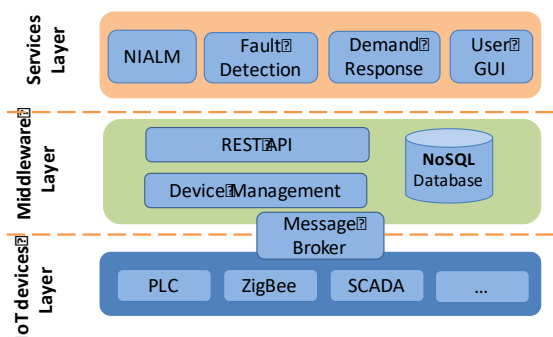 Services
Layer
NIALM
Fault
Detection
Demand
Response
User
GUI
Middleware
Layer
REST API
Device Management
NoSQL
Database
Message
Broker
IoT devices
Layer
PLC
ZigBee
SCADA
...